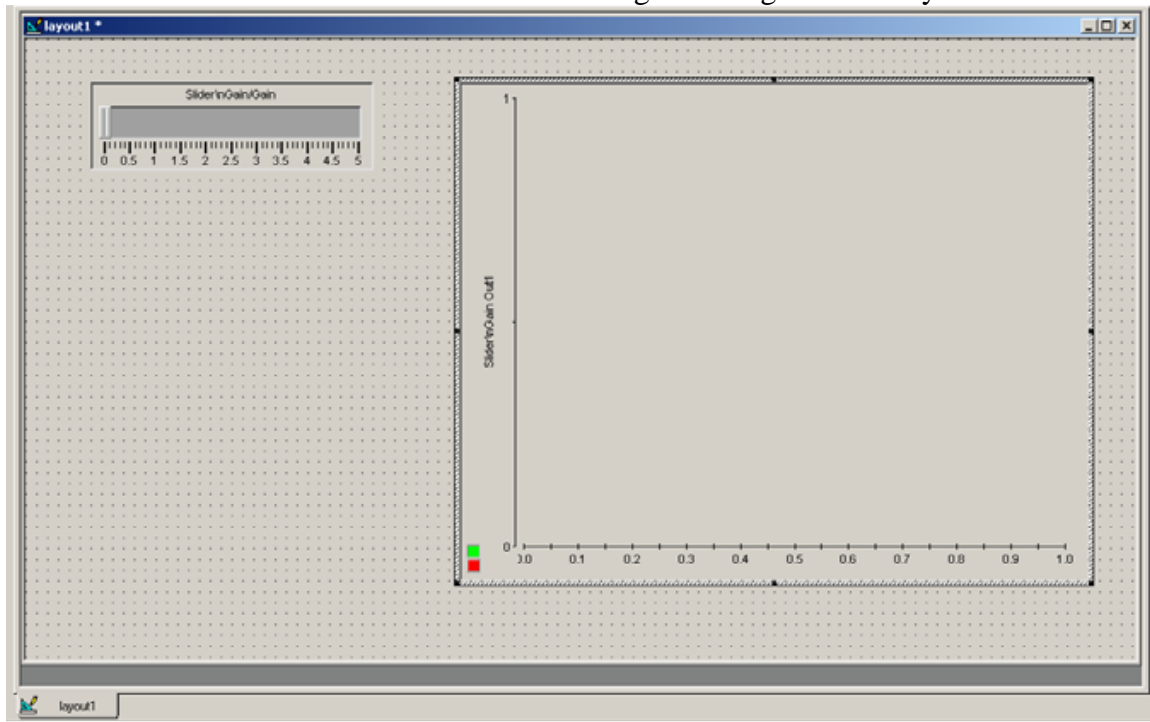 layout1 *
Slider\nGain/Gain
0 0.5 1 1.5 2 2.5 3 3.5 4 4.5 5
1
Slider\nGain Out1
0
0.0 0.1 0.2 0.3 0.4 0.5 0.6 0.7 0.8 0.9 1.0
layout1